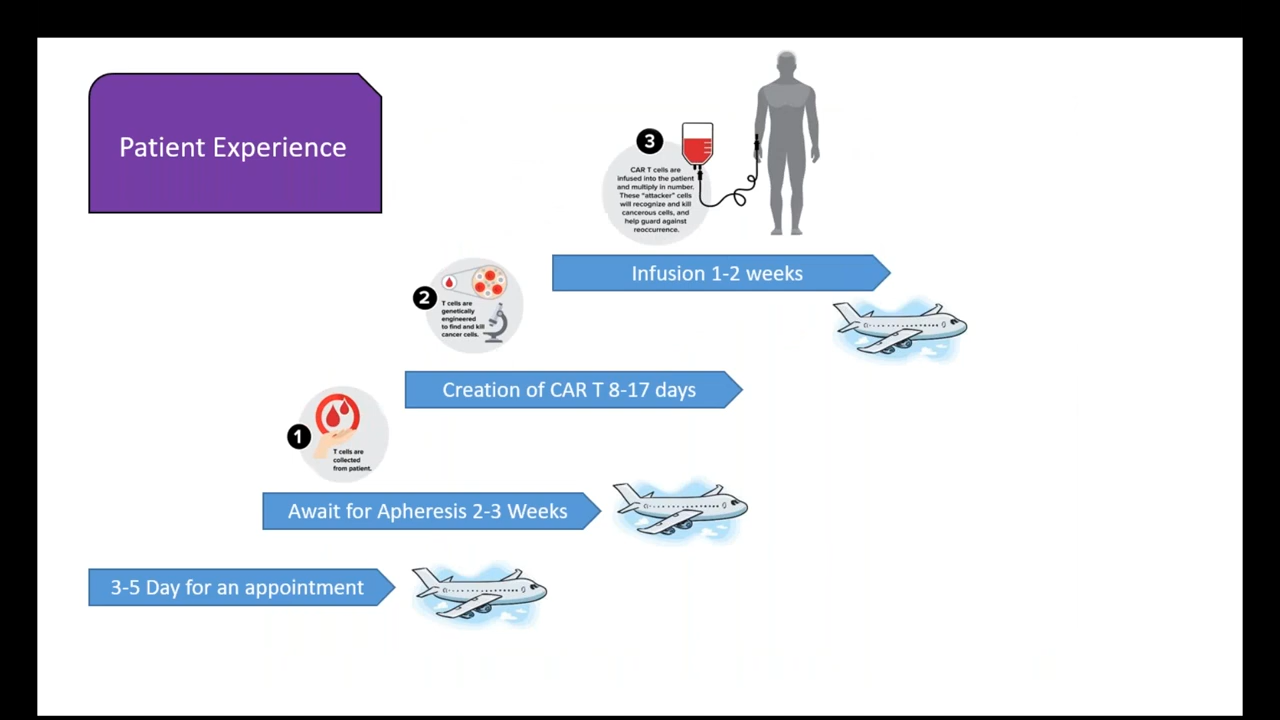 Patient Experience
3
CAR T cells are
infused into the patient
and multiply in number.
These "attacker" cells
will recognize and kill
cancerous cells, and
help guard against
reoccurrence.
Infusion 1-2 weeks
2
T cells are
genetically
engineered
to find and kill
cancer cells.
Creation of CAR T 8-17 days
1
T cells are
collected
from patient.
Await for Apheresis 2-3 Weeks
3-5 Day for an appointment